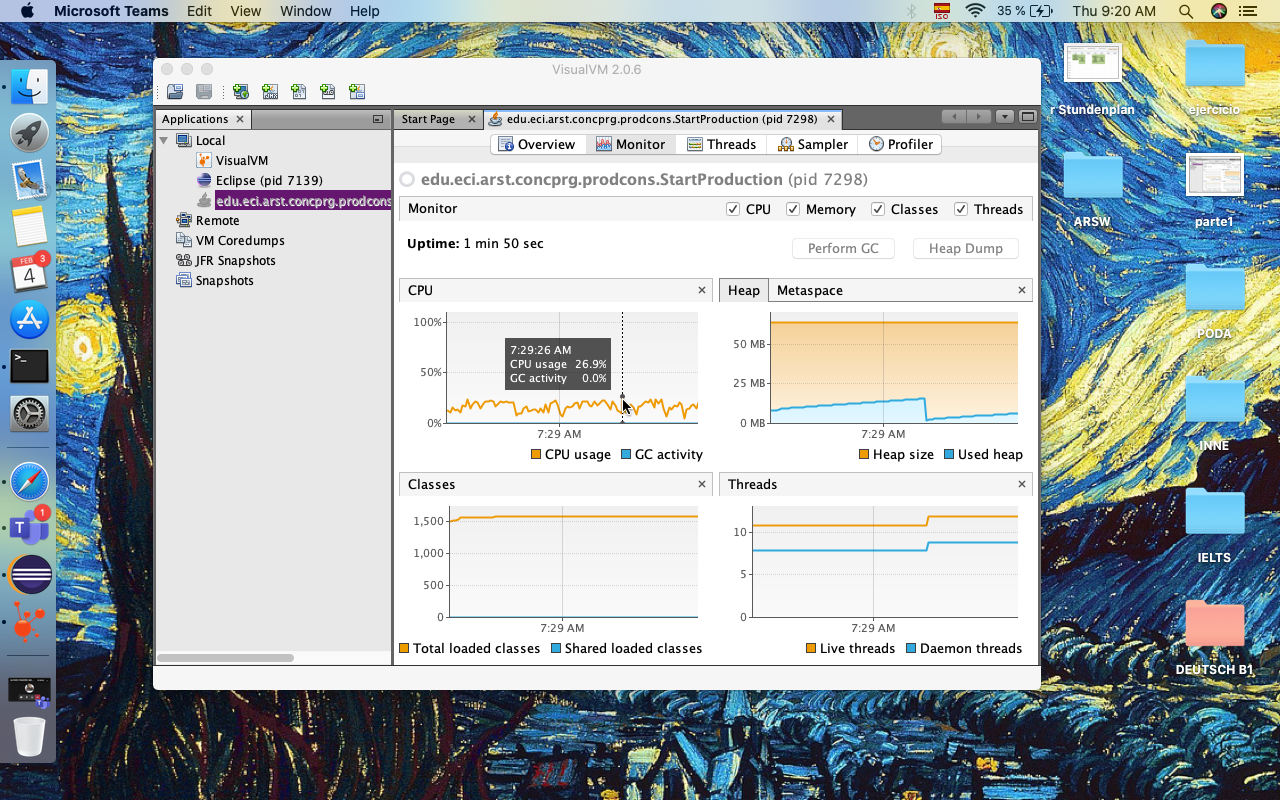 Microsoft Teams Edit View Window Help ISO 35 % Thu 9:20 AM
VisualVM 2.0.6
Applications
Local
VisualVM
Eclipse (pid 7139)
edu.eci.arst.concprg.prodcons
Remote
VM Coredumps
JFR Snapshots
Snapshots
Start Page edu.eci.arst.concprg.prodcons.StartProduction (pid 7298)
Overview Monitor Threads Sampler Profiler
edu.eci.arst.concprg.prodcons.StartProduction (pid 7298)
Monitor CPU Memory Classes Threads
Uptime: 1 min 50 sec Perform GC Heap Dump
CPU
100%
50%
0%
7:29:26 AM
CPU usage 26.9%
GC activity 0.0%
7:29 AM
CPU usage GC activity
Heap Metaspace
50 MB
25 MB
0 MB
7:29 AM
Heap size Used heap
Classes
1,500
1,000
500
0
7:29 AM
Total loaded classes Shared loaded classes
Threads
10
5
0
7:29 AM
Live threads Daemon threads
r Stundenplan
ejercicio
ARSW
parte1
PODA
INNE
IELTS
DEUTSCH B1
FEB 3
4
>_
T 1